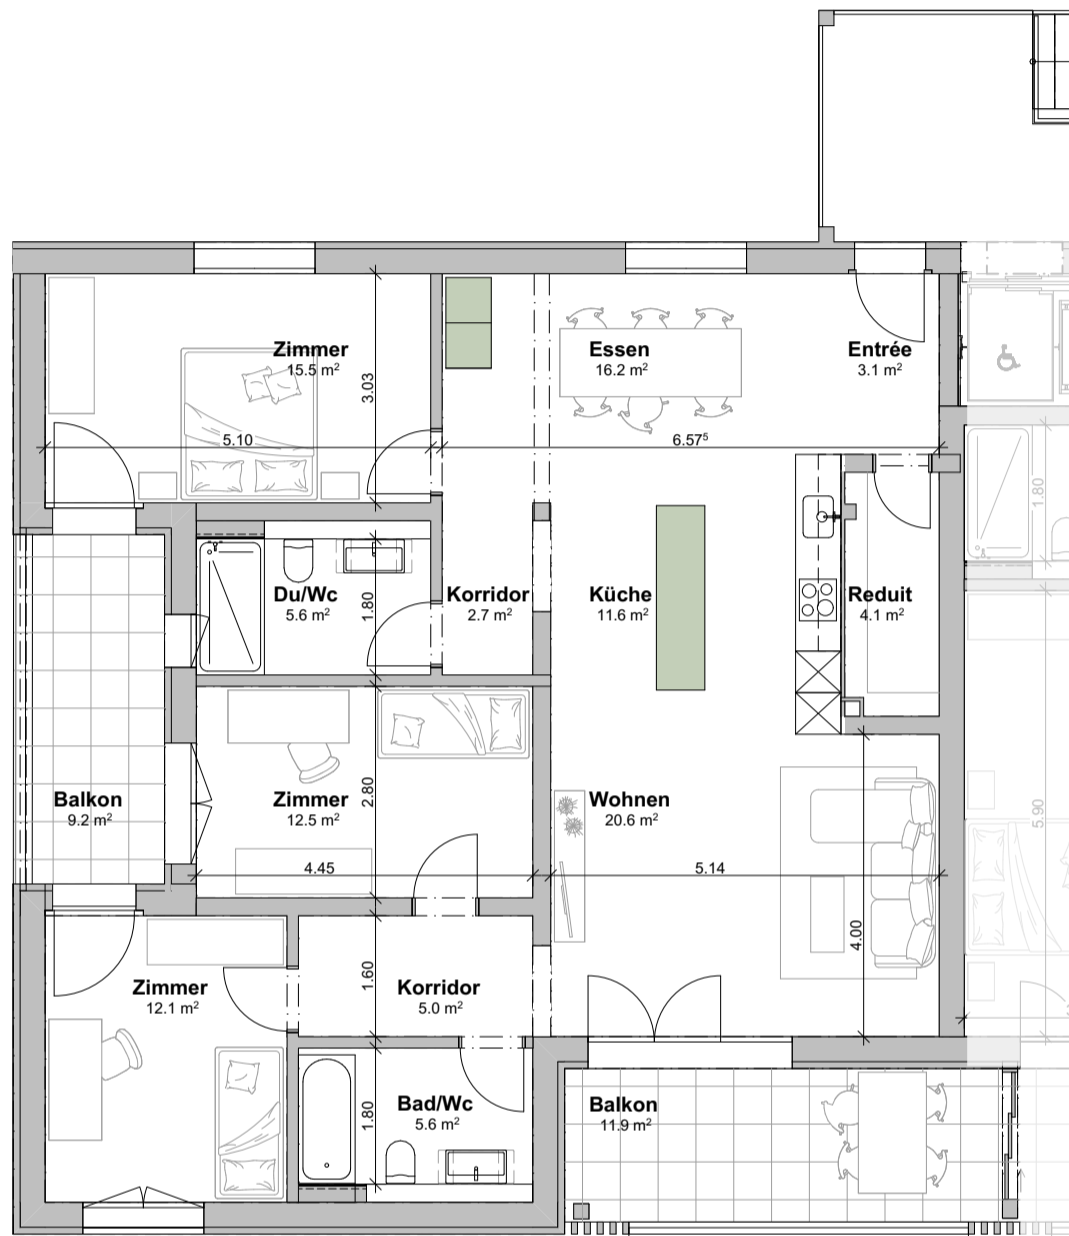 Zimmer
15.5 m²
3.03
Essen
16.2 m²
Entrée
3.1 m²
5.10
6.57⁵
1.80
Du/Wc
5.6 m²
1.80
Korridor
2.7 m²
Küche
11.6 m²
Reduit
4.1 m²
Balkon
9.2 m²
Zimmer
12.5 m²
2.80
Wohnen
20.6 m²
5.90
4.45
5.14
4.00
Zimmer
12.1 m²
1.60
Korridor
5.0 m²
Bad/Wc
5.6 m²
1.80
Balkon
11.9 m²